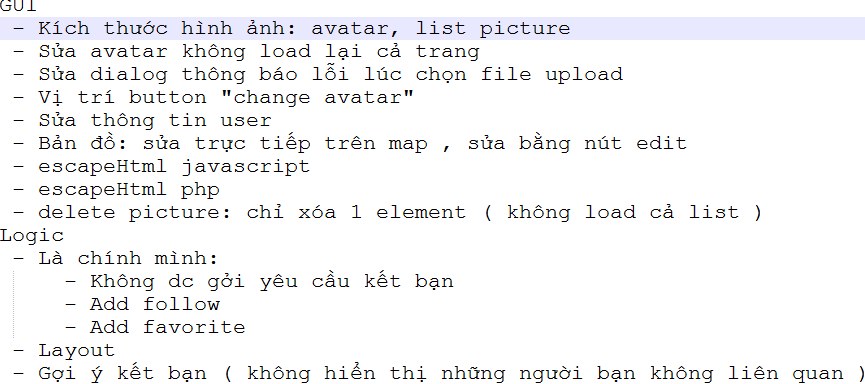 GUI
- Kích thước hình ảnh: avatar, list picture
- Sửa avatar không load lại cả trang
- Sửa dialog thông báo lỗi lúc chọn file upload
- Vị trí button "change avatar"
- Sửa thông tin user
- Bản đồ: sửa trực tiếp trên map , sửa bằng nút edit
- escapeHtml javascript
- escapeHtml php
- delete picture: chỉ xóa 1 element ( không load cả list )
Logic
- Là chính mình:
- Không dc gởi yêu cầu kết bạn
- Add follow
- Add favorite
- Layout
- Gợi ý kết bạn ( không hiển thị những người bạn không liên quan )